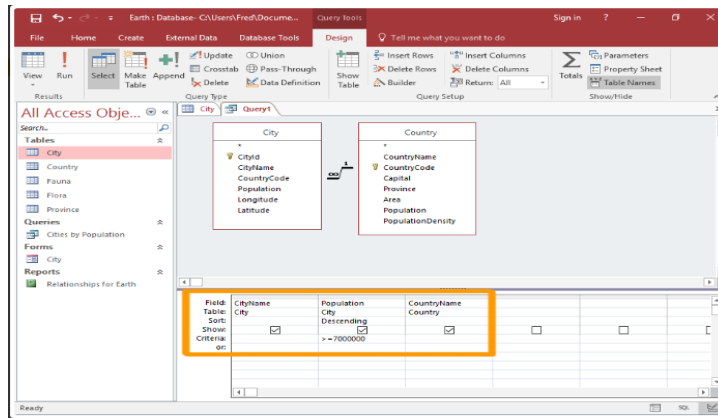 Earth : Database- C:\Users\Fred\Docume...
Query Tools
Sign in
?
File
Home
Create
External Data
Database Tools
Design
Tell me what you want to do
View
Run
Select
Make Table
Append
Update
Crosstab
Delete
Union
Pass-Through
Data Definition
Show Table
Insert Rows
Delete Rows
Builder
Insert Columns
Delete Columns
Return: All
Totals
Parameters
Property Sheet
Table Names
Results
Query Type
Query Setup
Show/Hide
All Access Obje...
Search...
Tables
City
Country
Fauna
Flora
Province
Queries
Cities by Population
Forms
City
Reports
Relationships for Earth
City
Query1
City
*
CityId
CityName
CountryCode
Population
Longitude
Latitude
∞
1
Country
*
CountryName
CountryCode
Capital
Province
Area
Population
PopulationDensity
Field: CityName Population CountryName
Table: City City Country
Sort: Descending
Show:
Criteria: >=7000000
or:
Ready
SQL